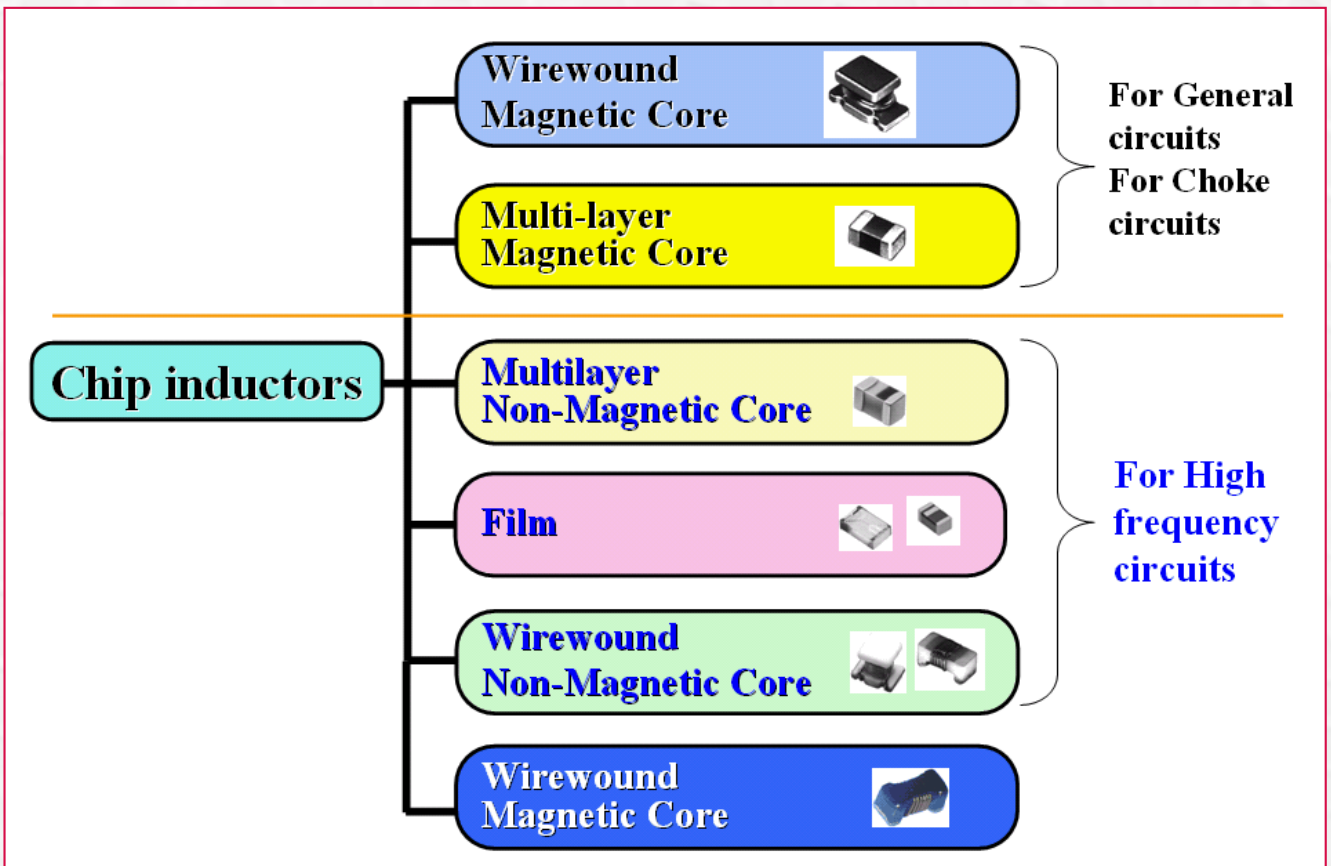 Wirewound
Magnetic Core
Multi-layer
Magnetic Core
For General
circuits
For Choke
circuits
Chip inductors
Multilayer
Non-Magnetic Core
Film
Wirewound
Non-Magnetic Core
For High
frequency
circuits
Wirewound
Magnetic Core